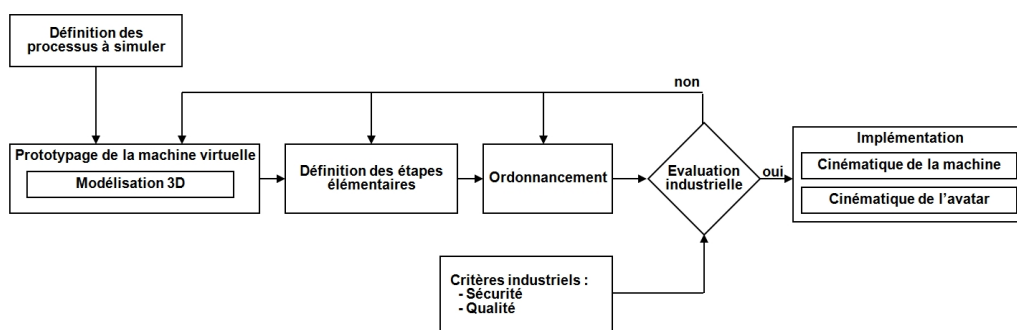 Définition des
processus à simuler
non
Prototypage de la machine virtuelle
Modélisation 3D
Définition des étapes
élémentaires
Ordonnancement
Evaluation
industrielle
oui
Implémentation
Cinématique de la machine
Cinématique de l'avatar
Critères industriels :
- Sécurité
- Qualité